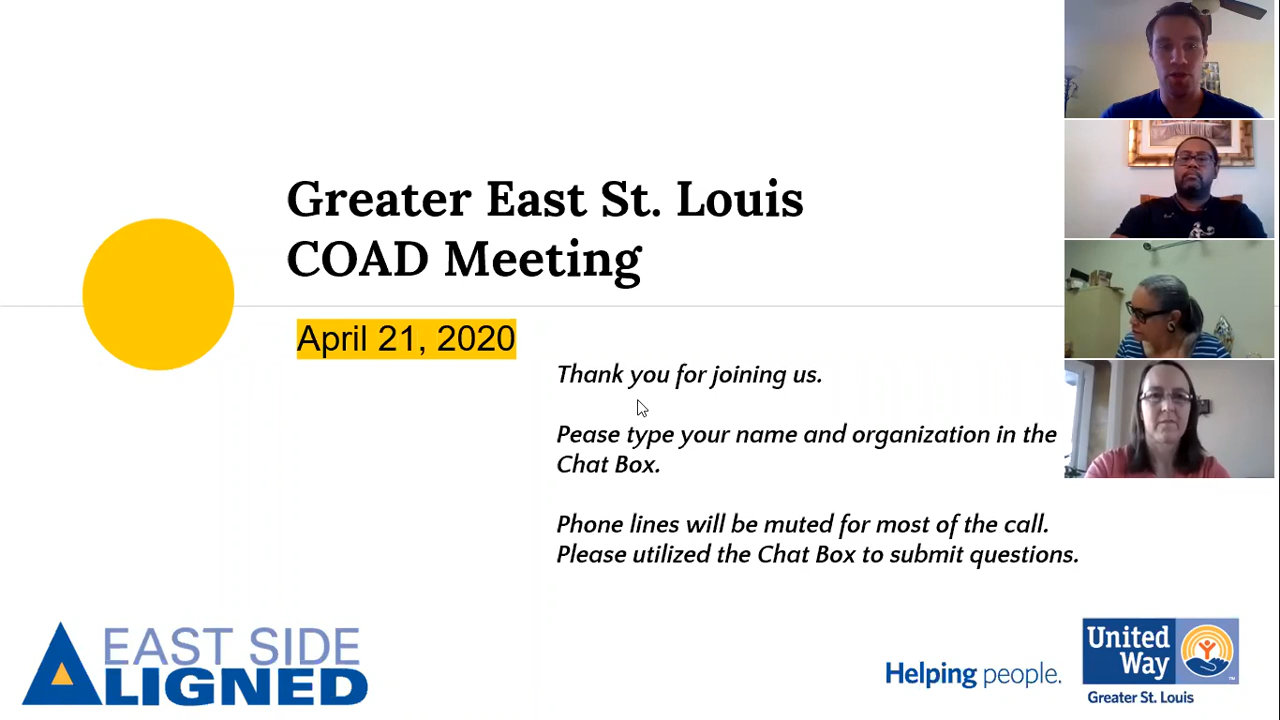 Greater East St. Louis
COAD Meeting
April 21, 2020
Thank you for joining us.
Pease type your name and organization in the
Chat Box.
Phone lines will be muted for most of the call.
Please utilized the Chat Box to submit questions.
EAST SIDE
ALIGNED
Helping people.
United
Way
Greater St. Louis